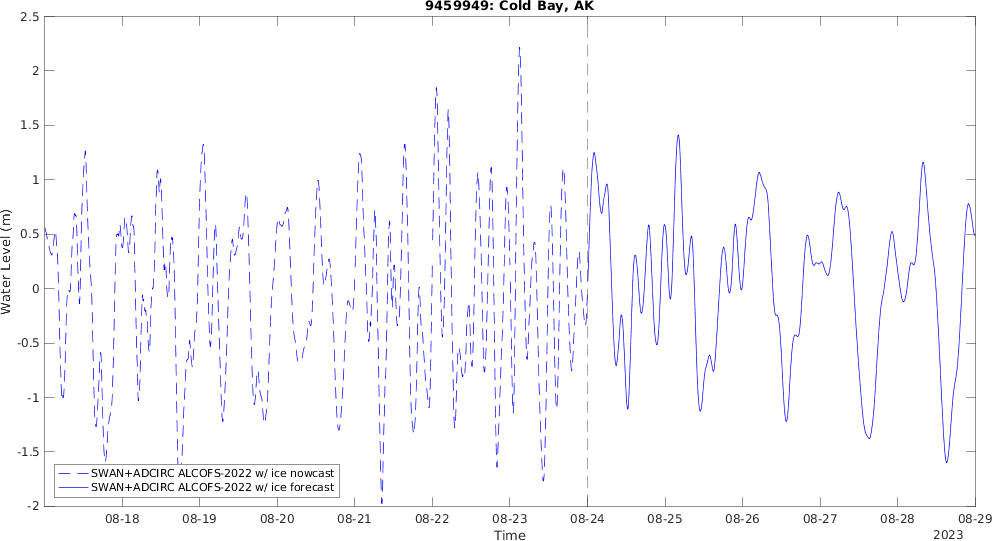 9459949: Cold Bay, AK
2.5
2
1.5
1
0.5
0
-0.5
-1
-1.5
-2
Water Level (m)
SWAN+ADCIRC ALCOFS-2022 w/ ice nowcast
SWAN+ADCIRC ALCOFS-2022 w/ ice forecast
08-18 08-19 08-20 08-21 08-22 08-23 08-24 08-25 08-26 08-27 08-28 08-29
Time
2023